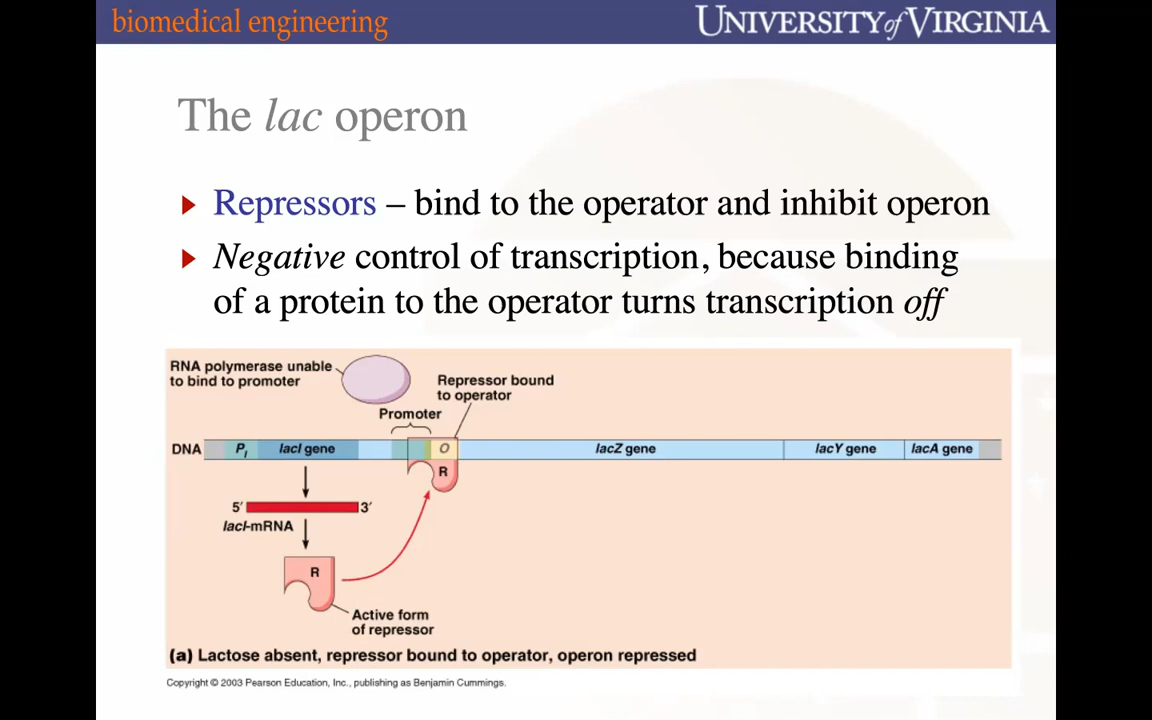 biomedical engineering
UNIVERSITY of VIRGINIA
The lac operon
Repressors – bind to the operator and inhibit operon
Negative control of transcription, because binding
of a protein to the operator turns transcription off
RNA polymerase unable
to bind to promoter
Repressor bound
to operator
Promoter
DNA
PI
lacI gene
O
lacZ gene
lacY gene
lacA gene
R
5′
3′
lacI-mRNA
R
Active form
of repressor
(a) Lactose absent, repressor bound to operator, operon repressed
Copyright © 2003 Pearson Education, Inc., publishing as Benjamin Cummings.